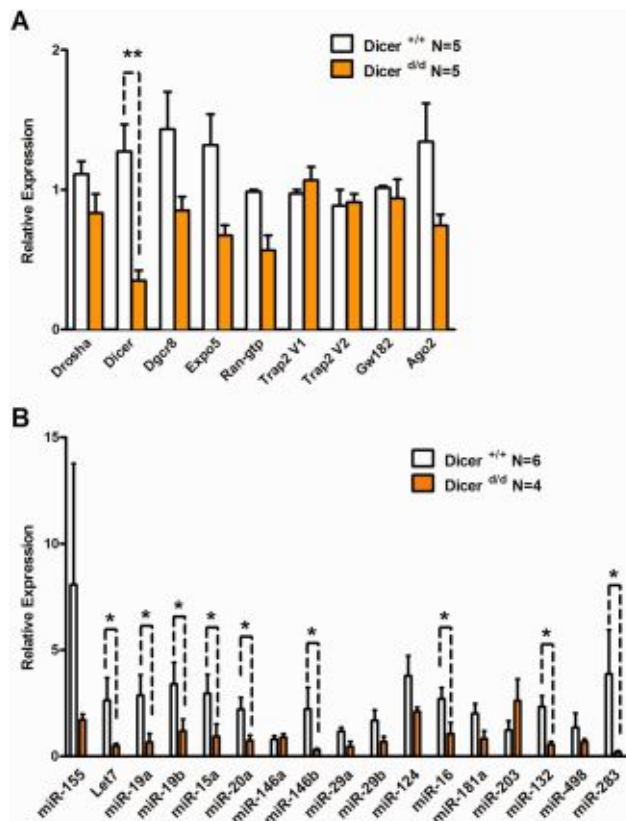 A
Relative Expression
2
1
0
**
Dicer +/+ N=5
Dicer d/d N=5
Drosha
Dicer
Dgcr8
Expo5
Ran-gtp
Trap2 V1
Trap2 V2
Gw182
Ago2
B
Relative Expression
15
10
5
0
Dicer +/+ N=6
Dicer d/d N=4
*
*
*
*
*
*
*
*
*
miR-155
Let7
miR-19a
miR-19b
miR-15a
miR-20a
miR-146a
miR-146b
miR-29a
miR-29b
miR-124
miR-16
miR-181a
miR-203
miR-132
miR-498
miR-283